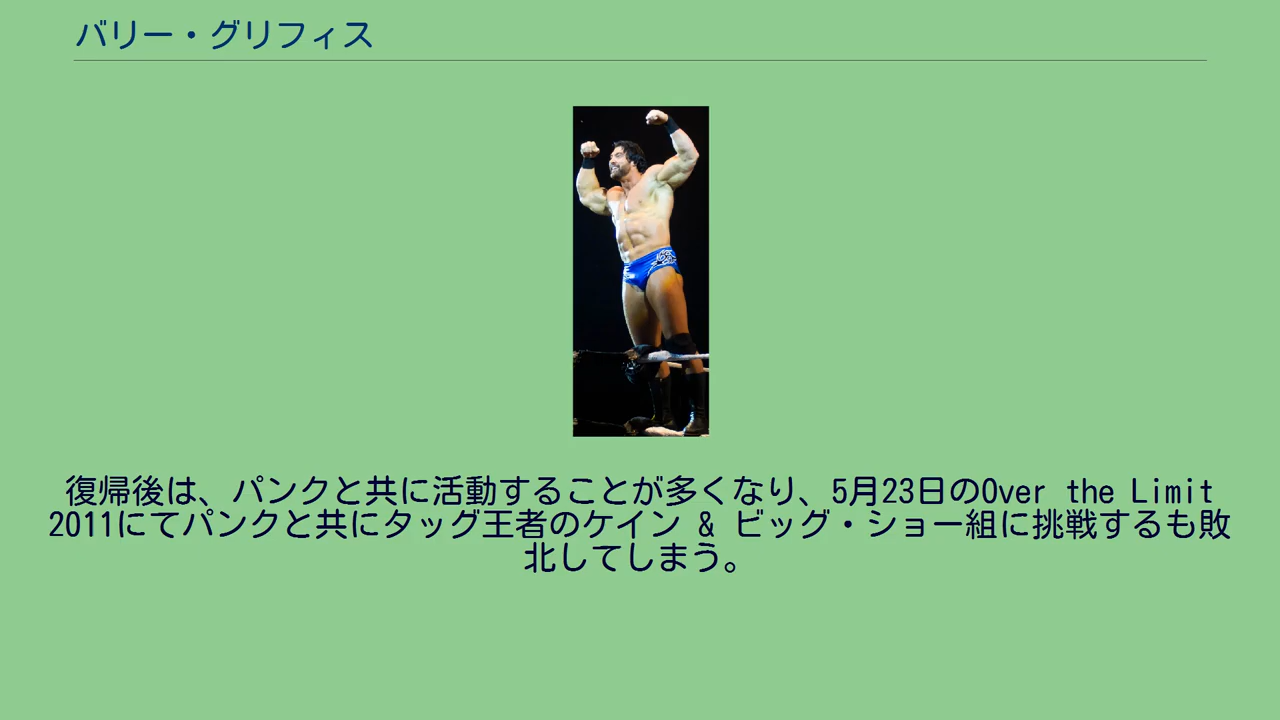 バリー・グリフィス
復帰後は、パンクと共に活動することが多くなり、5月23日のOver the Limit
2011にてパンクと共にタッグ王者のケイン & ビッグ・ショー組に挑戦するも敗
北してしまう。